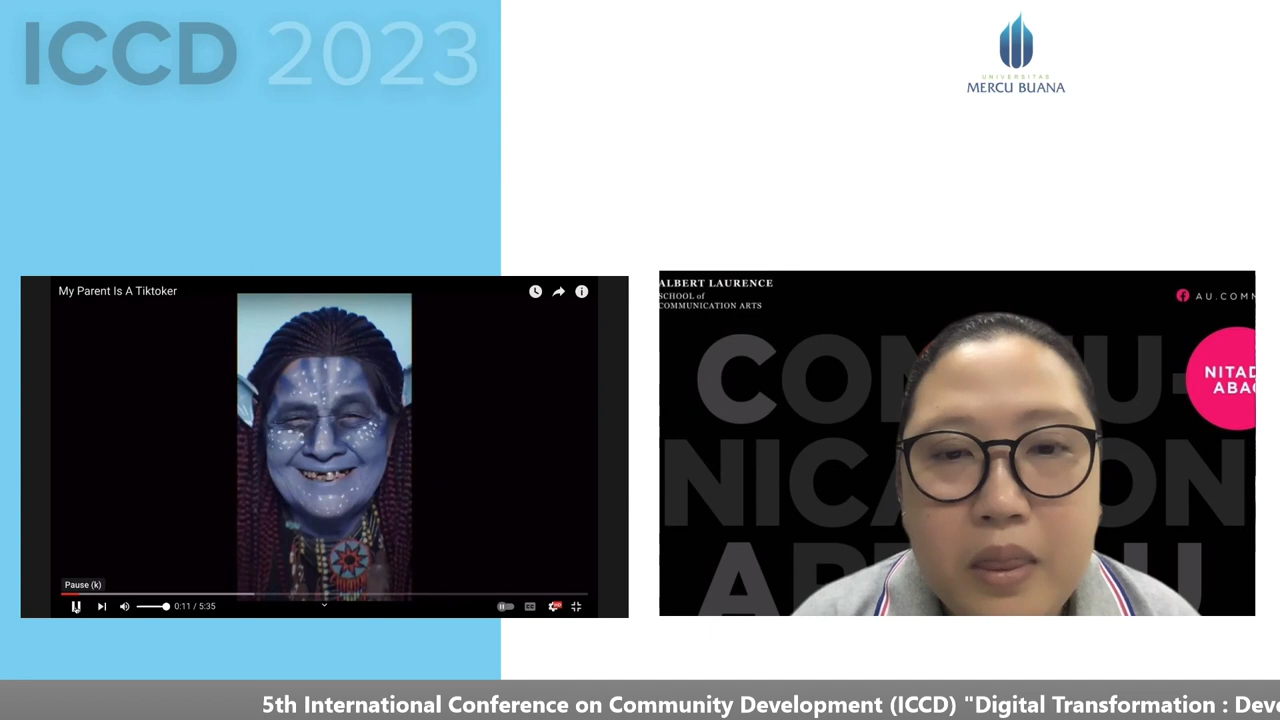 ICCD 2023
UNIVERSITAS
MERCU BUANA
My Parent Is A Tiktoker
Pause (k)
0:11 / 5:35
CC
ALBERT LAURENCE
SCHOOL of
COMMUNICATION ARTS
AU.COMM
NITAD
ABAC
5th International Conference on Community Development (ICCD) "Digital Transformation : Deve